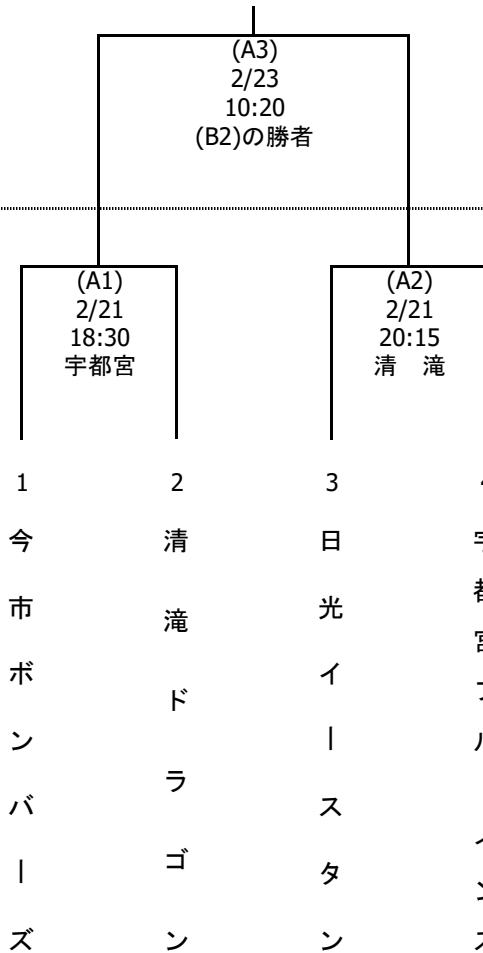 (A3)
2/23
10:20
(B2)の勝者
(A1)
2/21
18:30
宇都宮
(A2)
2/21
20:15
清　滝
1
2
3
今市ボンバーズ
清滝ドラゴン
日光イースタン